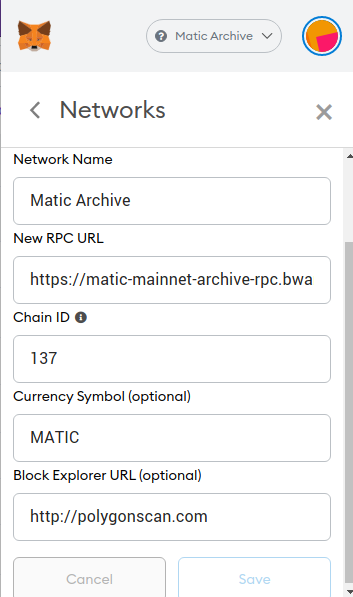 Matic Archive
Networks
Network Name
Matic Archive
New RPC URL
https://matic-mainnet-archive-rpc.bwa
Chain ID
137
Currency Symbol (optional)
MATIC
Block Explorer URL (optional)
http://polygonscan.com
Cancel Save